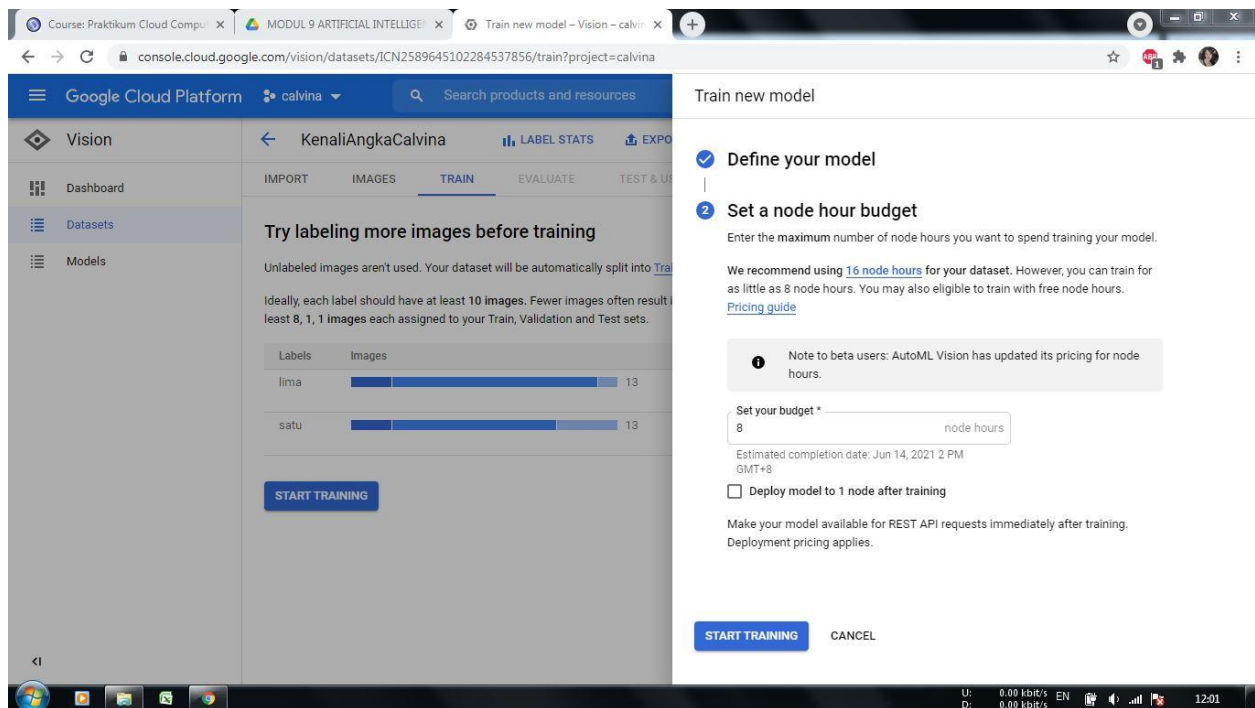 Course: Praktikum Cloud Comput
MODUL 9 ARTIFICIAL INTELLIGEN
Train new model – Vision – calvin
console.cloud.google.com/vision/datasets/ICN2589645102284537856/train?project=calvina
ABP
1
Google Cloud Platform
calvina
Search products and resources
Vision
Dashboard
Datasets
Models
KenaliAngkaCalvina
LABEL STATS
EXPO
IMPORT
IMAGES
TRAIN
EVALUATE
TEST & US
Try labeling more images before training
Unlabeled images aren't used. Your dataset will be automatically split into Trai
Ideally, each label should have at least 10 images. Fewer images often result i
least 8, 1, 1 images each assigned to your Train, Validation and Test sets.
Labels
Images
lima
13
satu
13
START TRAINING
Train new model
Define your model
2
Set a node hour budget
Enter the maximum number of node hours you want to spend training your model.
We recommend using 16 node hours for your dataset. However, you can train for
as little as 8 node hours. You may also eligible to train with free node hours.
Pricing guide
Note to beta users: AutoML Vision has updated its pricing for node
hours.
Set your budget *
8
node hours
Estimated completion date: Jun 14, 2021 2 PM
GMT+8
Deploy model to 1 node after training
Make your model available for REST API requests immediately after training.
Deployment pricing applies.
START TRAINING
CANCEL
U: 0.00 kbit/s
D: 0.00 kbit/s
EN
12:01